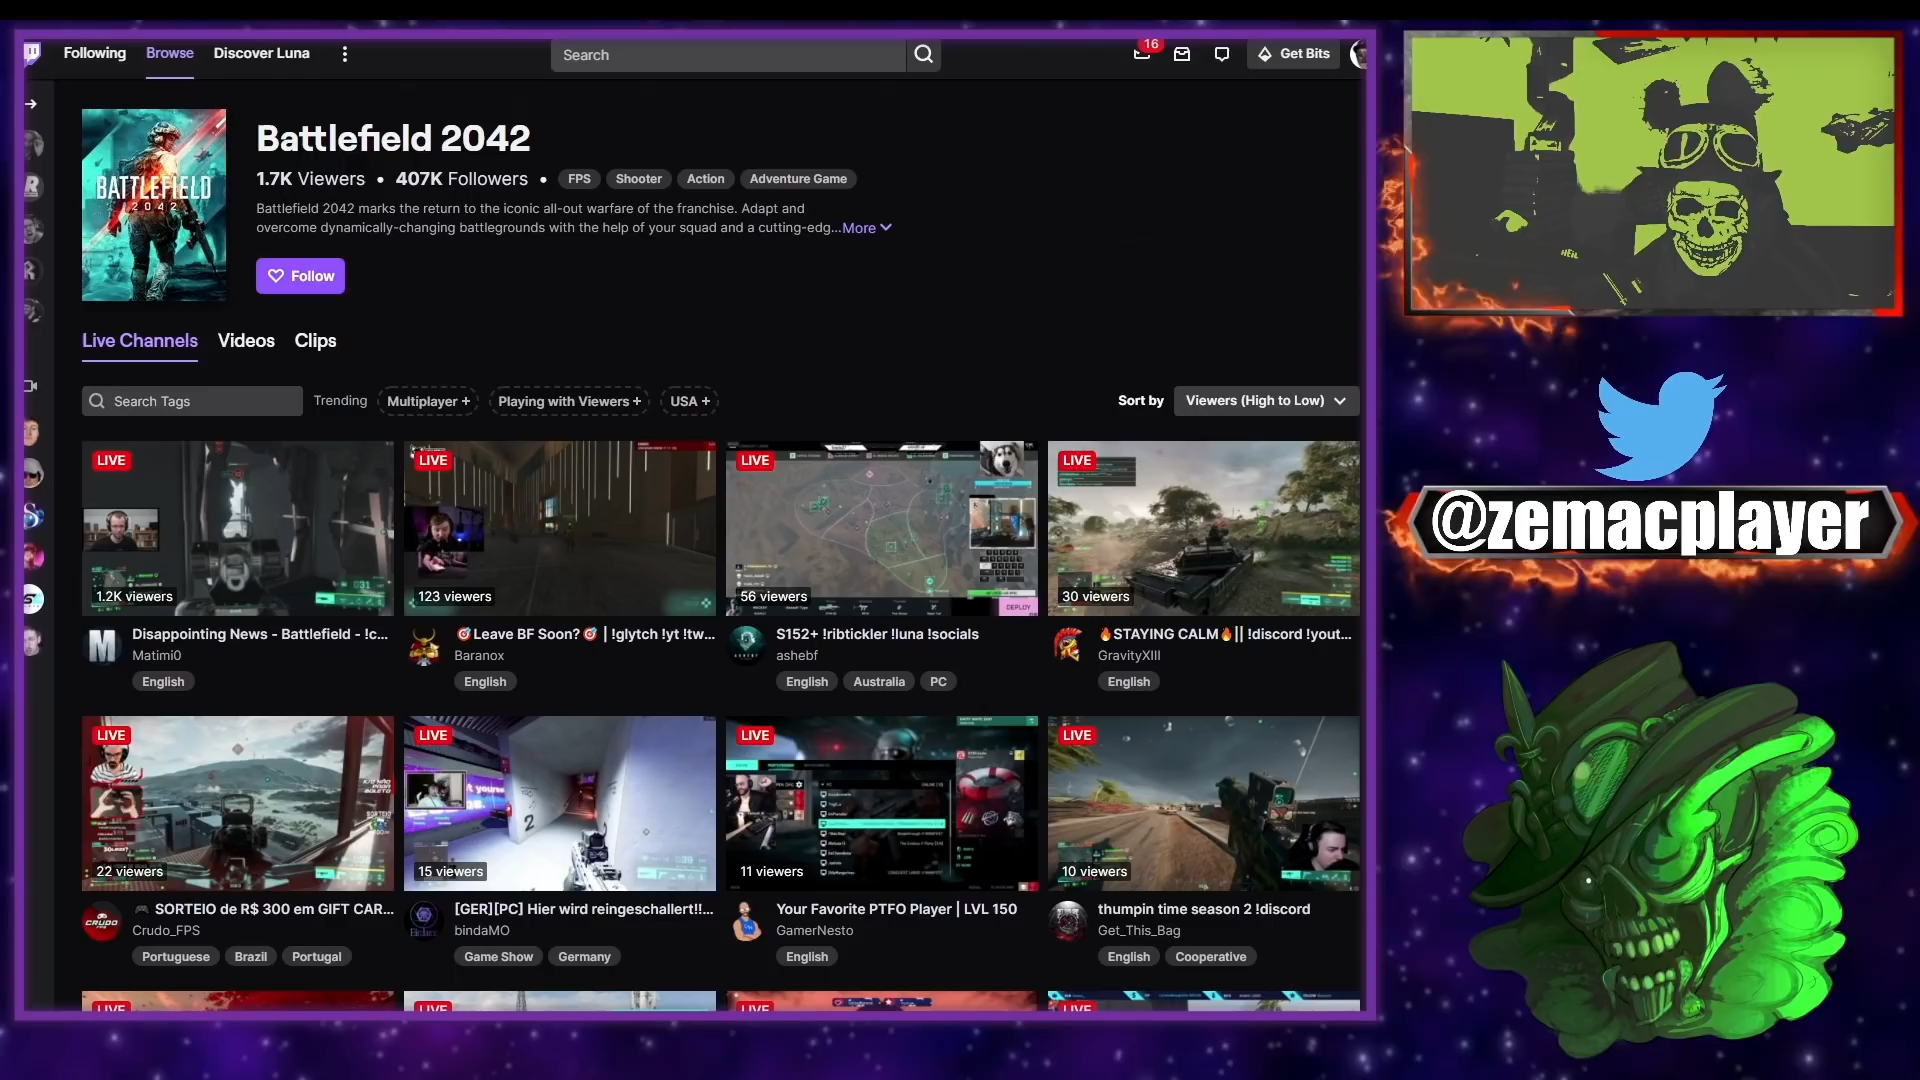 Following Browse Discover Luna
Search
16
Get Bits
BATTLEFIELD
2042
Battlefield 2042
1.7K Viewers • 407K Followers • FPS Shooter Action Adventure Game
Battlefield 2042 marks the return to the iconic all-out warfare of the franchise. Adapt and
overcome dynamically-changing battlegrounds with the help of your squad and a cutting-edg...More
Follow
Live Channels Videos Clips
Search Tags Trending Multiplayer + Playing with Viewers + USA + Sort by Viewers (High to Low)
LIVE LIVE LIVE LIVE
DEPLOY
1.2K viewers 123 viewers 56 viewers 30 viewers
Disappointing News - Battlefield - !c...
Matimi0
English
🎯Leave BF Soon?🎯 | !glytch !yt !tw...
Baranox
English
S152+ !ribtickler !luna !socials
ashebf
English Australia PC
🔥STAYING CALM🔥|| !discord !yout...
GravityXIII
English
LIVE LIVE LIVE LIVE
22 viewers 15 viewers 11 viewers 10 viewers
🎮 SORTEIO de R$ 300 em GIFT CAR...
Crudo_FPS
Portuguese Brazil Portugal
[GER][PC] Hier wird reingeschallert!!...
bindaMO
Game Show Germany
Your Favorite PTFO Player | LVL 150
GamerNesto
English
thumpin time season 2 !discord
Get_This_Bag
English Cooperative
LIVE LIVE LIVE LIVE
@zemacplayer